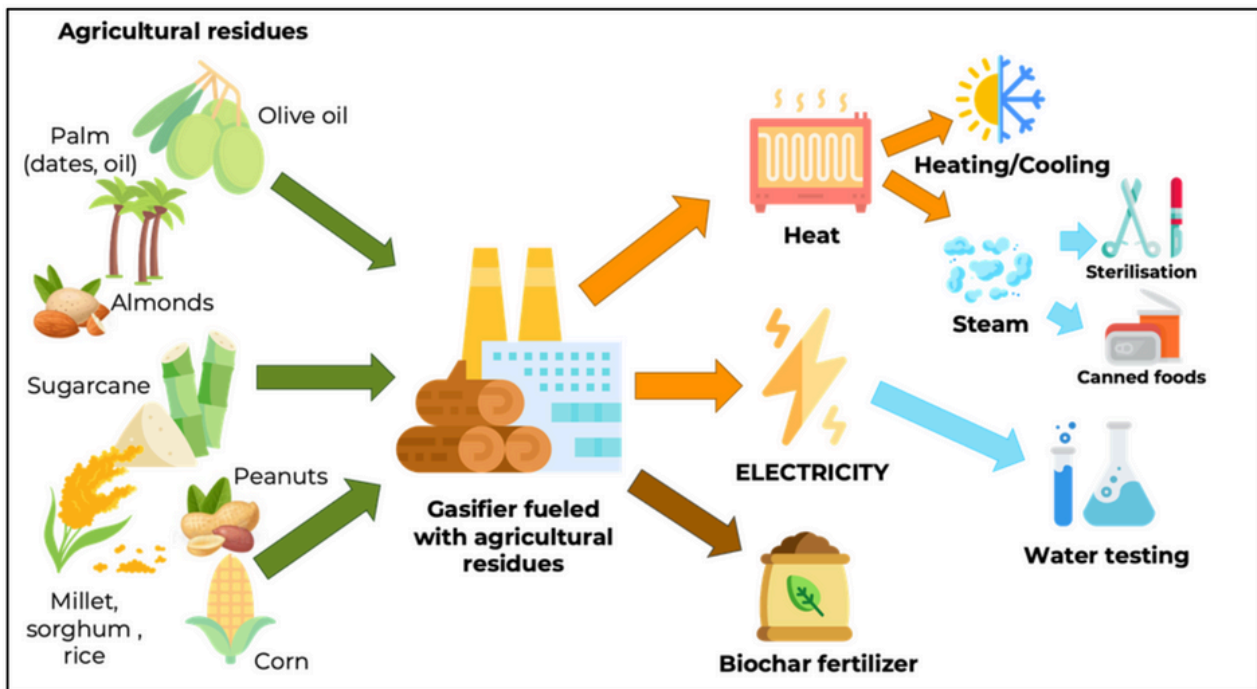 Agricultural residues
Olive oil
Palm
(dates, oil)
Almonds
Sugarcane
Peanuts
Millet,
sorghum ,
rice
Corn
Gasifier fueled
with agricultural
residues
Heat
Heating/Cooling
Steam
Sterilisation
Canned foods
ELECTRICITY
Water testing
Biochar fertilizer